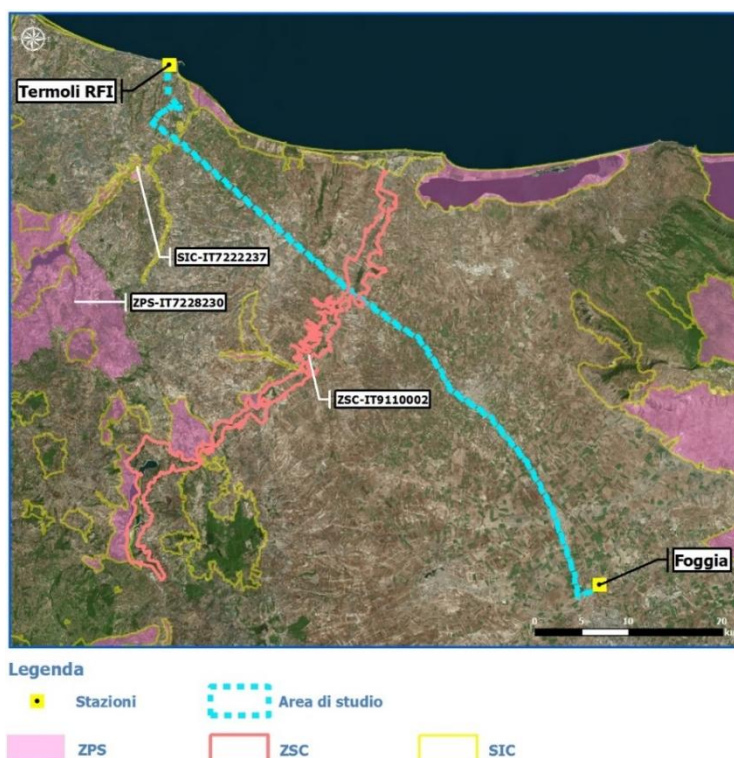 Termoli RFI
SIC-IT7222237
ZPS-IT7228230
ZSC-IT9110002
Foggia
0 5 10 20
Legenda
Stazioni
Area di studio
ZPS
ZSC
SIC